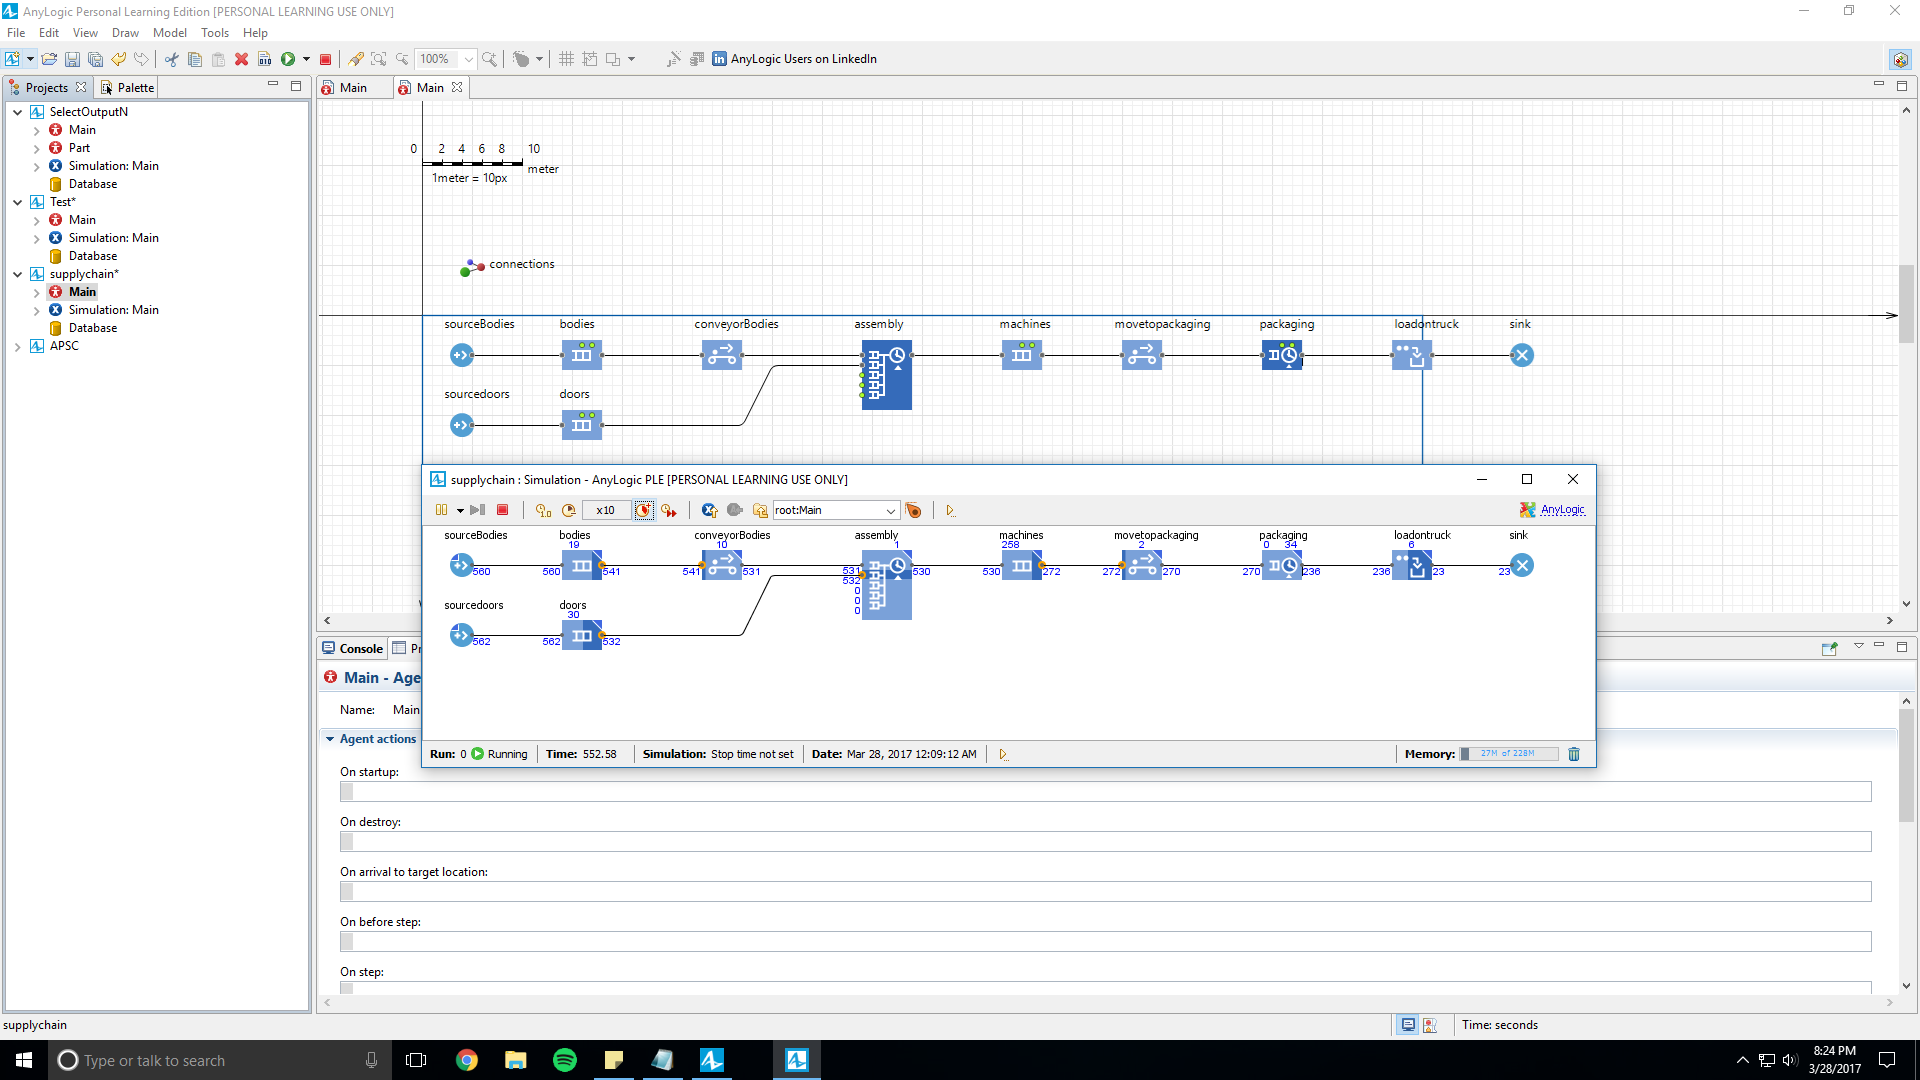 AnyLogic Personal Learning Edition [PERSONAL LEARNING USE ONLY]
File Edit View Draw Model Tools Help
100%
AnyLogic Users on LinkedIn
Projects Palette
Main Main
SelectOutputN
Main
Part
Simulation: Main
Database
Test*
Main
Simulation: Main
Database
supplychain*
Main
Simulation: Main
Database
APSC
0 2 4 6 8 10
meter
1meter = 10px
connections
sourceBodies bodies conveyorBodies assembly machines movetopackaging packaging loadontruck sink
sourcedoors doors
supplychain : Simulation - AnyLogic PLE [PERSONAL LEARNING USE ONLY]
x10 root:Main AnyLogic
sourceBodies bodies conveyorBodies assembly machines movetopackaging packaging loadontruck sink
19 10 1 258 2 0 34 6
560 560 541 541 531 531 530 530 272 272 270 270 236 236 23 23
532
0
0
0
sourcedoors doors
30
562 562 532
Run: 0 Running Time: 552.58 Simulation: Stop time not set Date: Mar 28, 2017 12:09:12 AM Memory: 27M of 228M
Console
Main - Age
Name: Main
Agent actions
On startup:
On destroy:
On arrival to target location:
On before step:
On step:
supplychain
Time: seconds
Type or talk to search
8:24 PM
3/28/2017